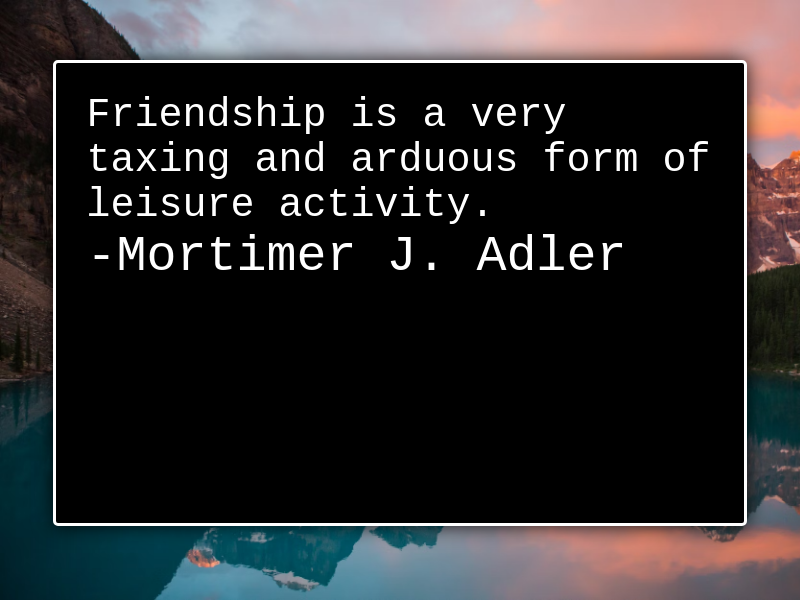 Friendship is a very
taxing and arduous form of
leisure activity.
-Mortimer J. Adler